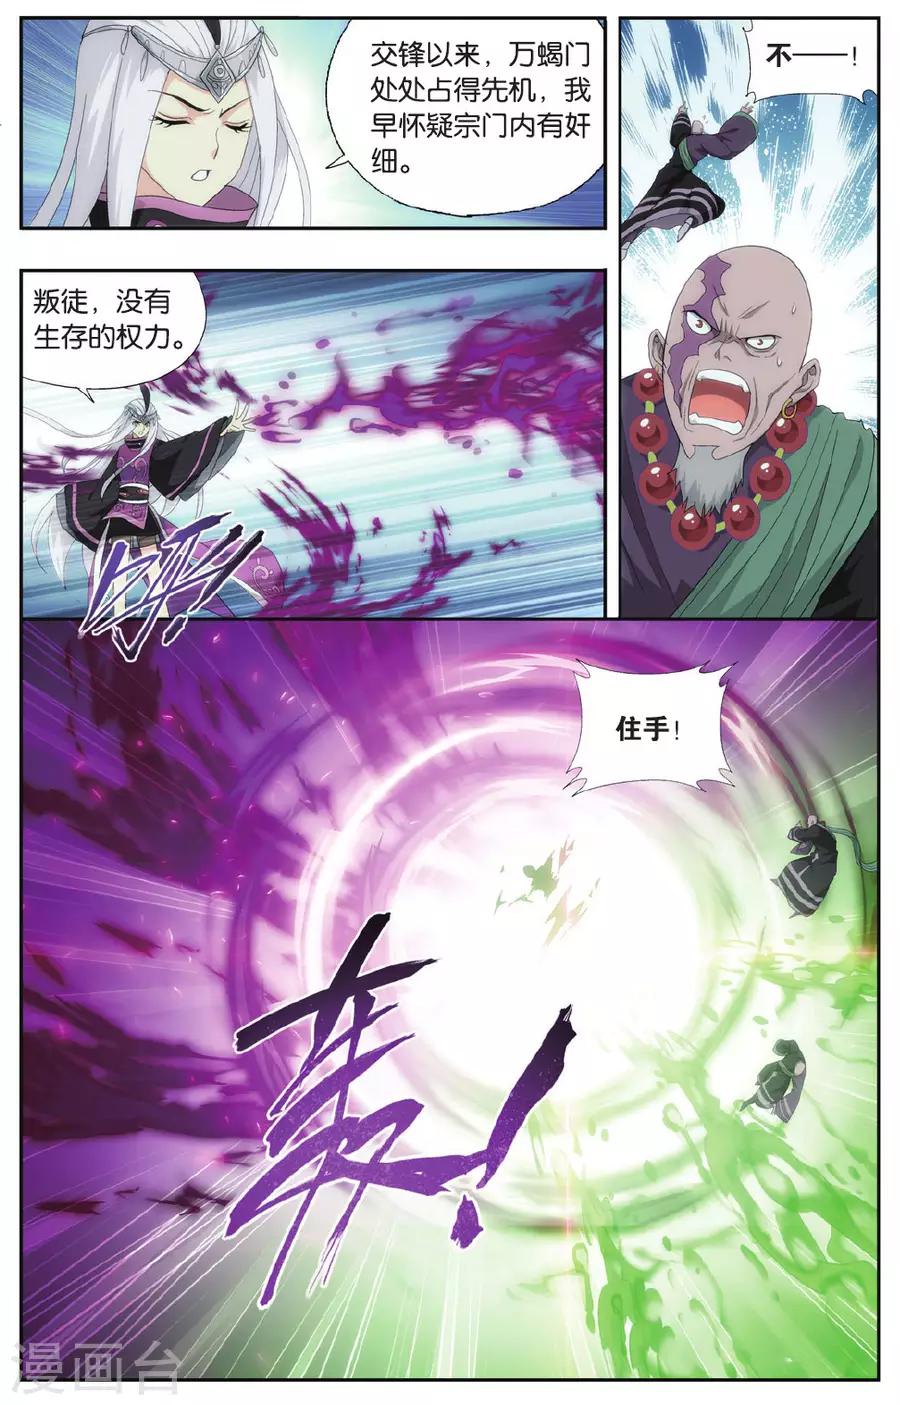 交锋以来，万蝎门
处处占得先机，我
早怀疑宗门内有奸
细。
不——！
叛徒，没有
生存的权力。
呼!!
住手！
轰！
漫画台